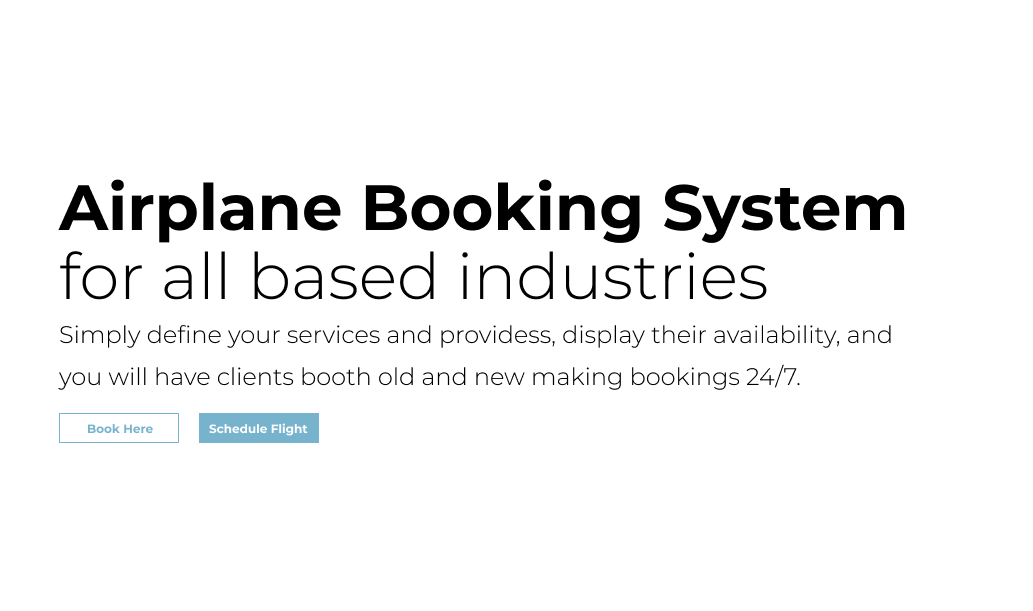 Airplane Booking System
for all based industries
Simply define your services and providess, display their availability, and
you will have clients booth old and new making bookings 24/7.
Book Here
Schedule Flight